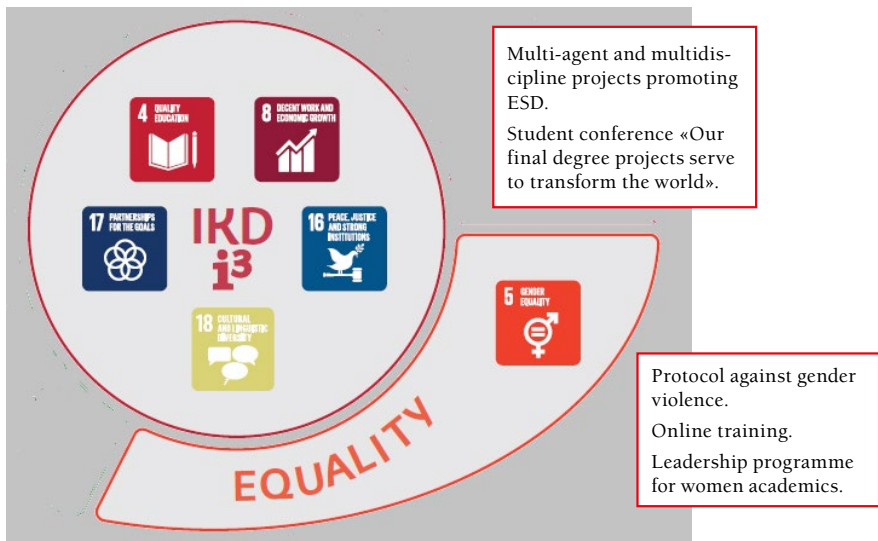 Multi-agent and multidis-
cipline projects promoting
ESD.
Student conference «Our
final degree projects serve
to transform the world».
4 QUALITY
EDUCATION
8 DECENT WORK AND
ECONOMIC GROWTH
17 PARTNERSHIPS
FOR THE GOALS
IKD
i³
16 PEACE, JUSTICE
AND STRONG
INSTITUTIONS
18 CULTURAL
AND LINGUISTIC
DIVERSITY
5 GENDER
EQUALITY
EQUALITY
Protocol against gender
violence.
Online training.
Leadership programme
for women academics.